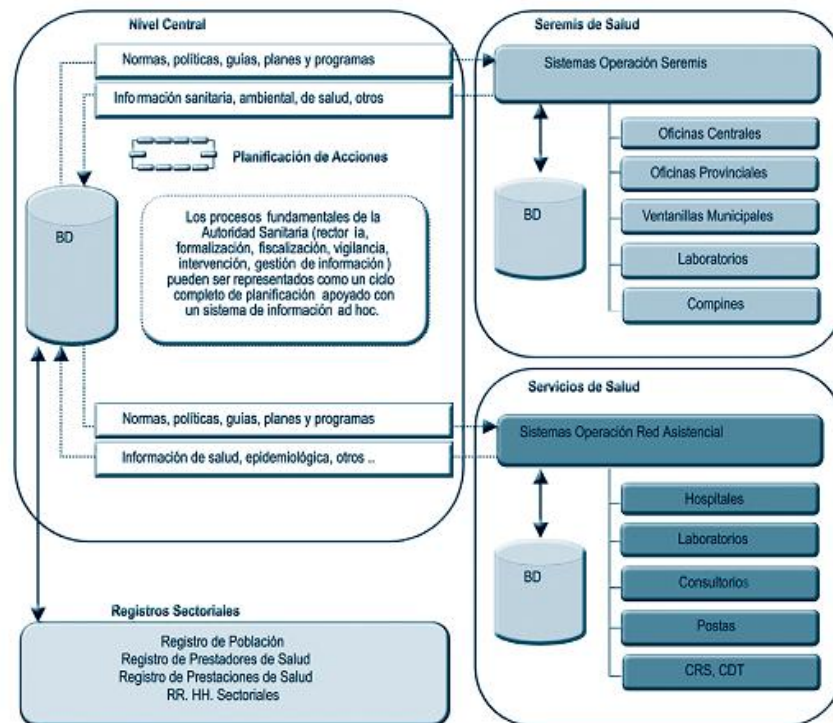 Nivel Central
Normas, políticas, guías, planes y programas
Información sanitaria, ambiental, de salud, otros
Planificación de Acciones
BD
Los procesos fundamentales de la
Autoridad Sanitaria (rector ia,
formalización, fiscalización, vigilancia,
intervención, gestión de información )
pueden ser representados como un ciclo
completo de planificación apoyado con
un sistema de información ad hoc.
Normas, políticas, guías, planes y programas
Información de salud, epidemiológica, otros ..
Seremis de Salud
Sistemas Operación Seremis
BD
Oficinas Centrales
Oficinas Provinciales
Ventanillas Municipales
Laboratorios
Compines
Servicios de Salud
Sistemas Operación Red Asistencial
BD
Hospitales
Laboratorios
Consultorios
Postas
CRS, CDT
Registros Sectoriales
Registro de Población
Registro de Prestadores de Salud
Registro de Prestaciones de Salud
RR. HH. Sectoriales